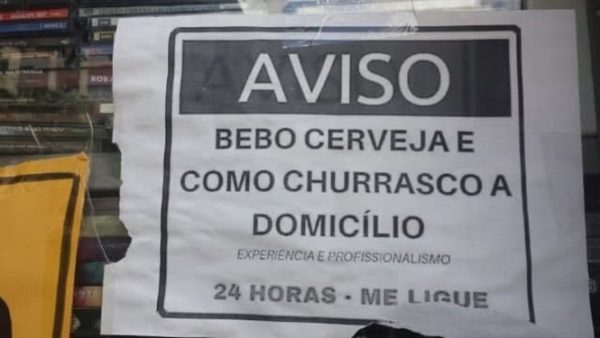 AVISO
BEBO CERVEJA E
COMO CHURRASCO A
DOMICÍLIO
EXPERIÊNCIA E PROFISSIONALISMO
24 HORAS - ME LIGUE